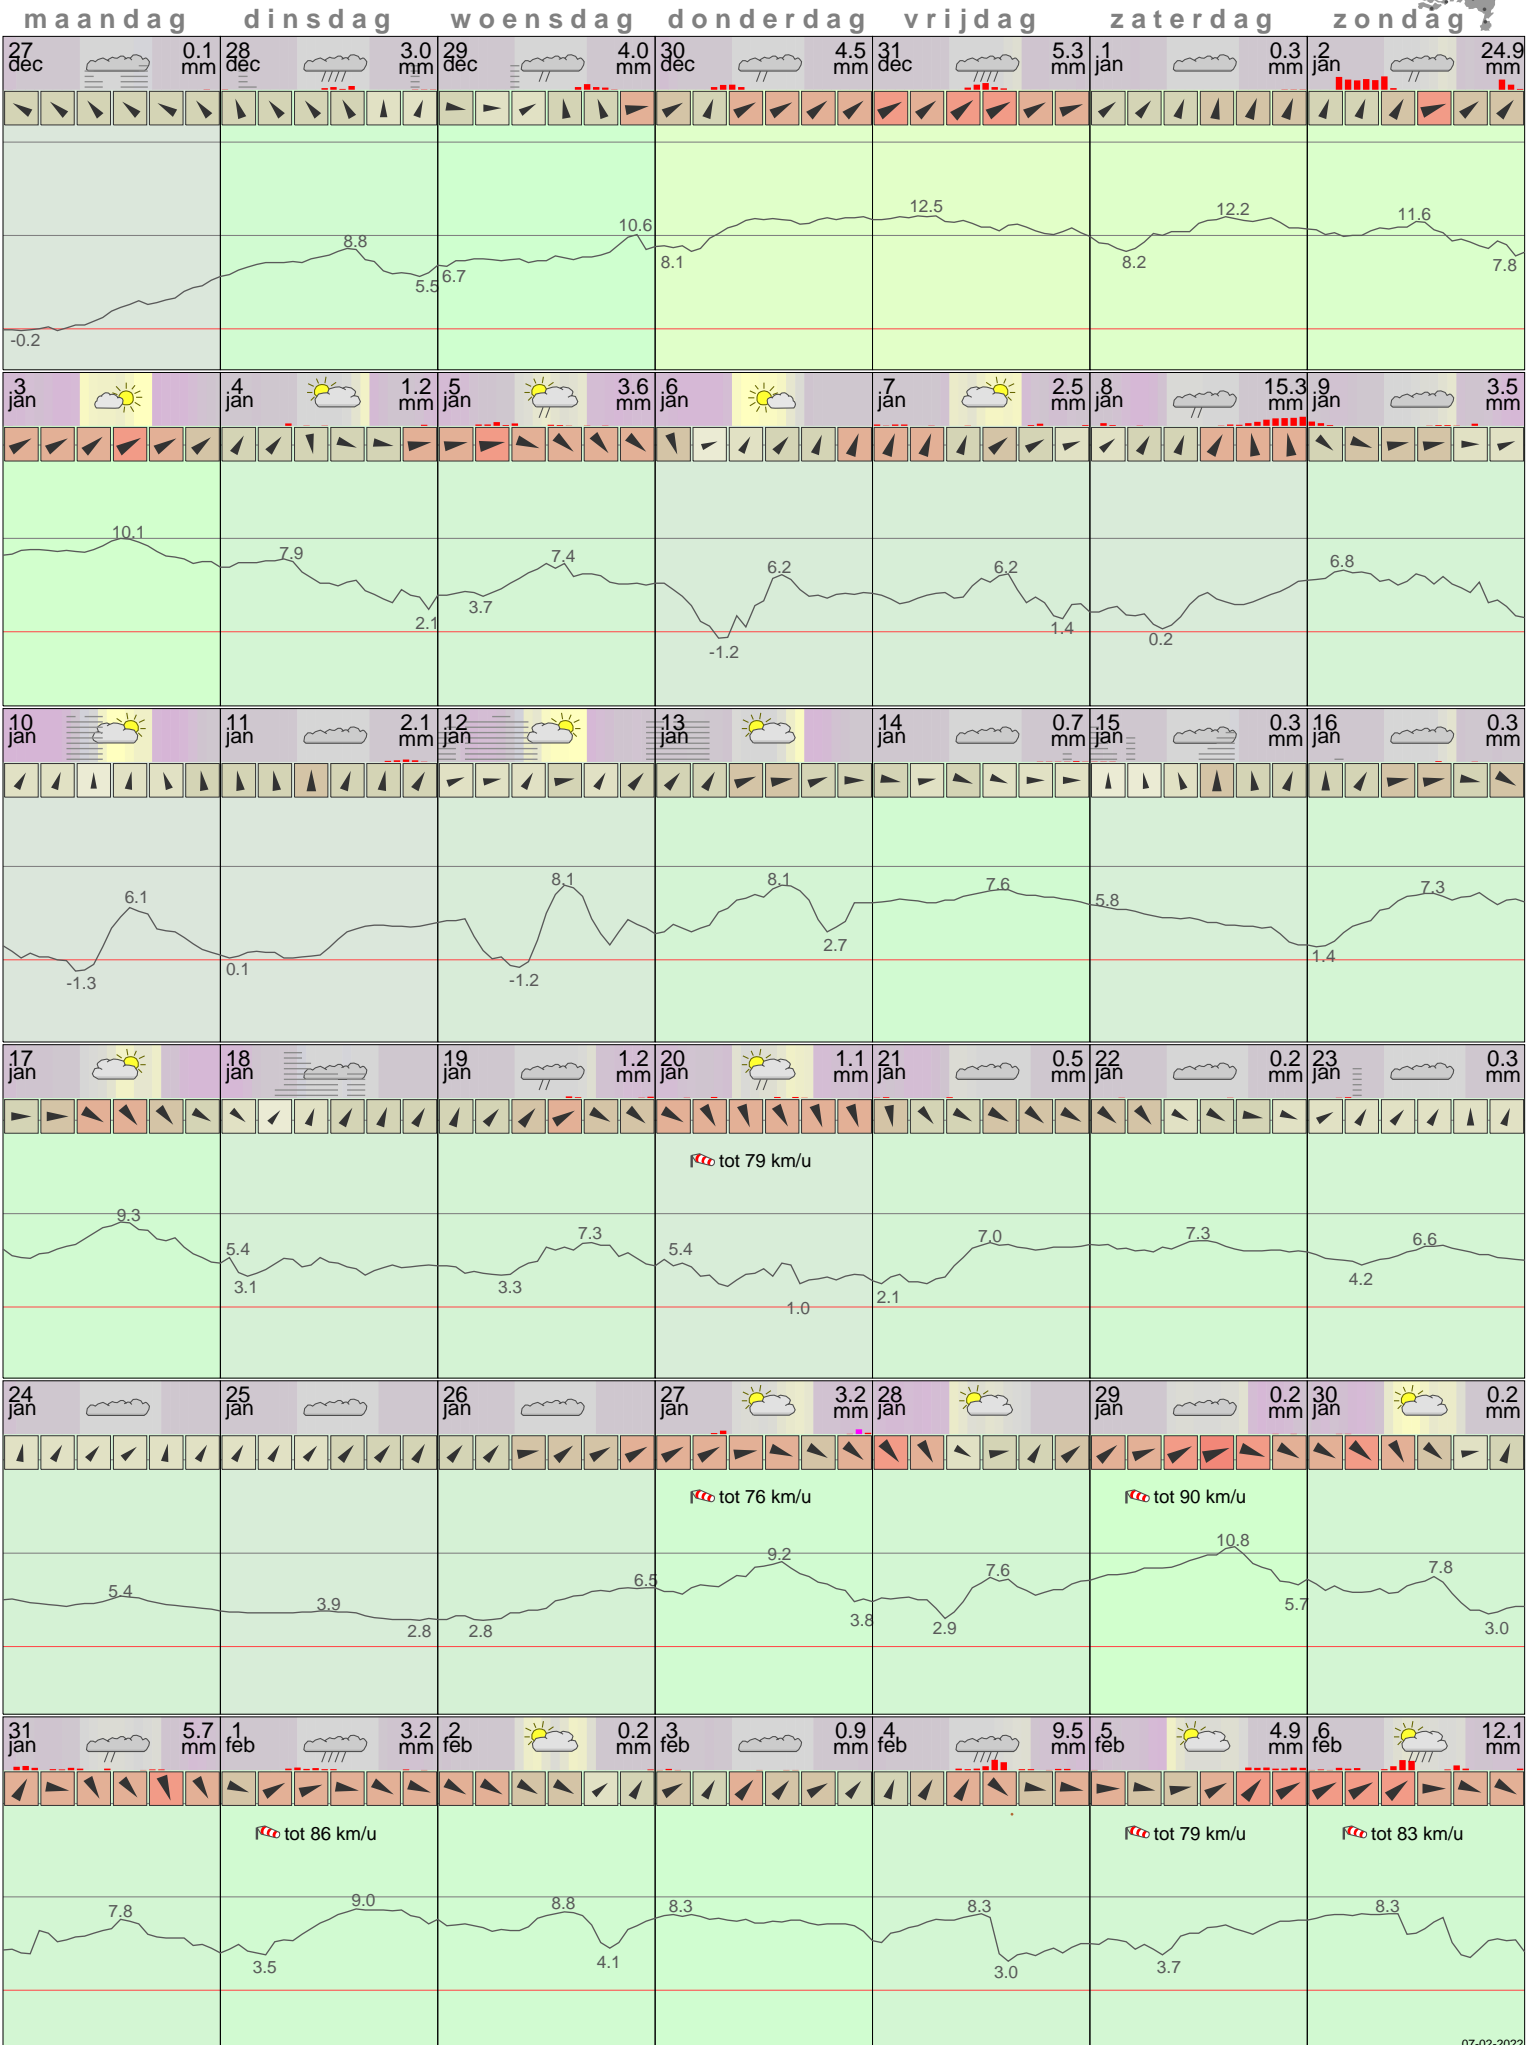 maandag dinsdag woensdag donderdag vrijdag zaterdag zondag
27 dec 0.1 mm 28 dec 3.0 mm 29 dec 4.0 mm 30 dec 4.5 mm 31 dec 5.3 mm 1 jan 0.3 mm 2 jan 24.9 mm
12.5 12.2 11.6
8.8 10.6
8.1 8.2 7.8
5.5 6.7
-0.2
3 jan 4 jan 1.2 mm 5 jan 3.6 mm 6 jan 7 jan 2.5 mm 8 jan 15.3 mm 9 jan 3.5 mm
10.1 7.9 7.4 6.2 6.2 6.8
3.7
2.1 1.4
-1.2 0.2
10 jan 11 jan 2.1 mm 12 jan 13 jan 14 jan 0.7 mm 15 jan 0.3 mm 16 jan 0.3 mm
6.1 8.1 8.1 7.6 5.8 7.3
2.7 1.4
-1.3 0.1 -1.2
17 jan 18 jan 19 jan 1.2 mm 20 jan 1.1 mm 21 jan 0.5 mm 22 jan 0.2 mm 23 jan 0.3 mm
tot 79 km/u
9.3 7.3 7.0 7.3 6.6
5.4 5.4
3.1 3.3 1.0 2.1 4.2
24 jan 25 jan 26 jan 27 jan 3.2 mm 28 jan 29 jan 0.2 mm 30 jan 0.2 mm
tot 76 km/u tot 90 km/u
9.2 10.8
5.4 3.9 6.5 7.6 7.8
2.8 2.8 3.8 2.9 5.7 3.0
31 jan 5.7 mm 1 feb 3.2 mm 2 feb 0.2 mm 3 feb 0.9 mm 4 feb 9.5 mm 5 feb 4.9 mm 6 feb 12.1 mm
tot 86 km/u tot 79 km/u tot 83 km/u
7.8 9.0 8.8 8.3 8.3 8.3
3.5 4.1 3.0 3.7
07-02-2022